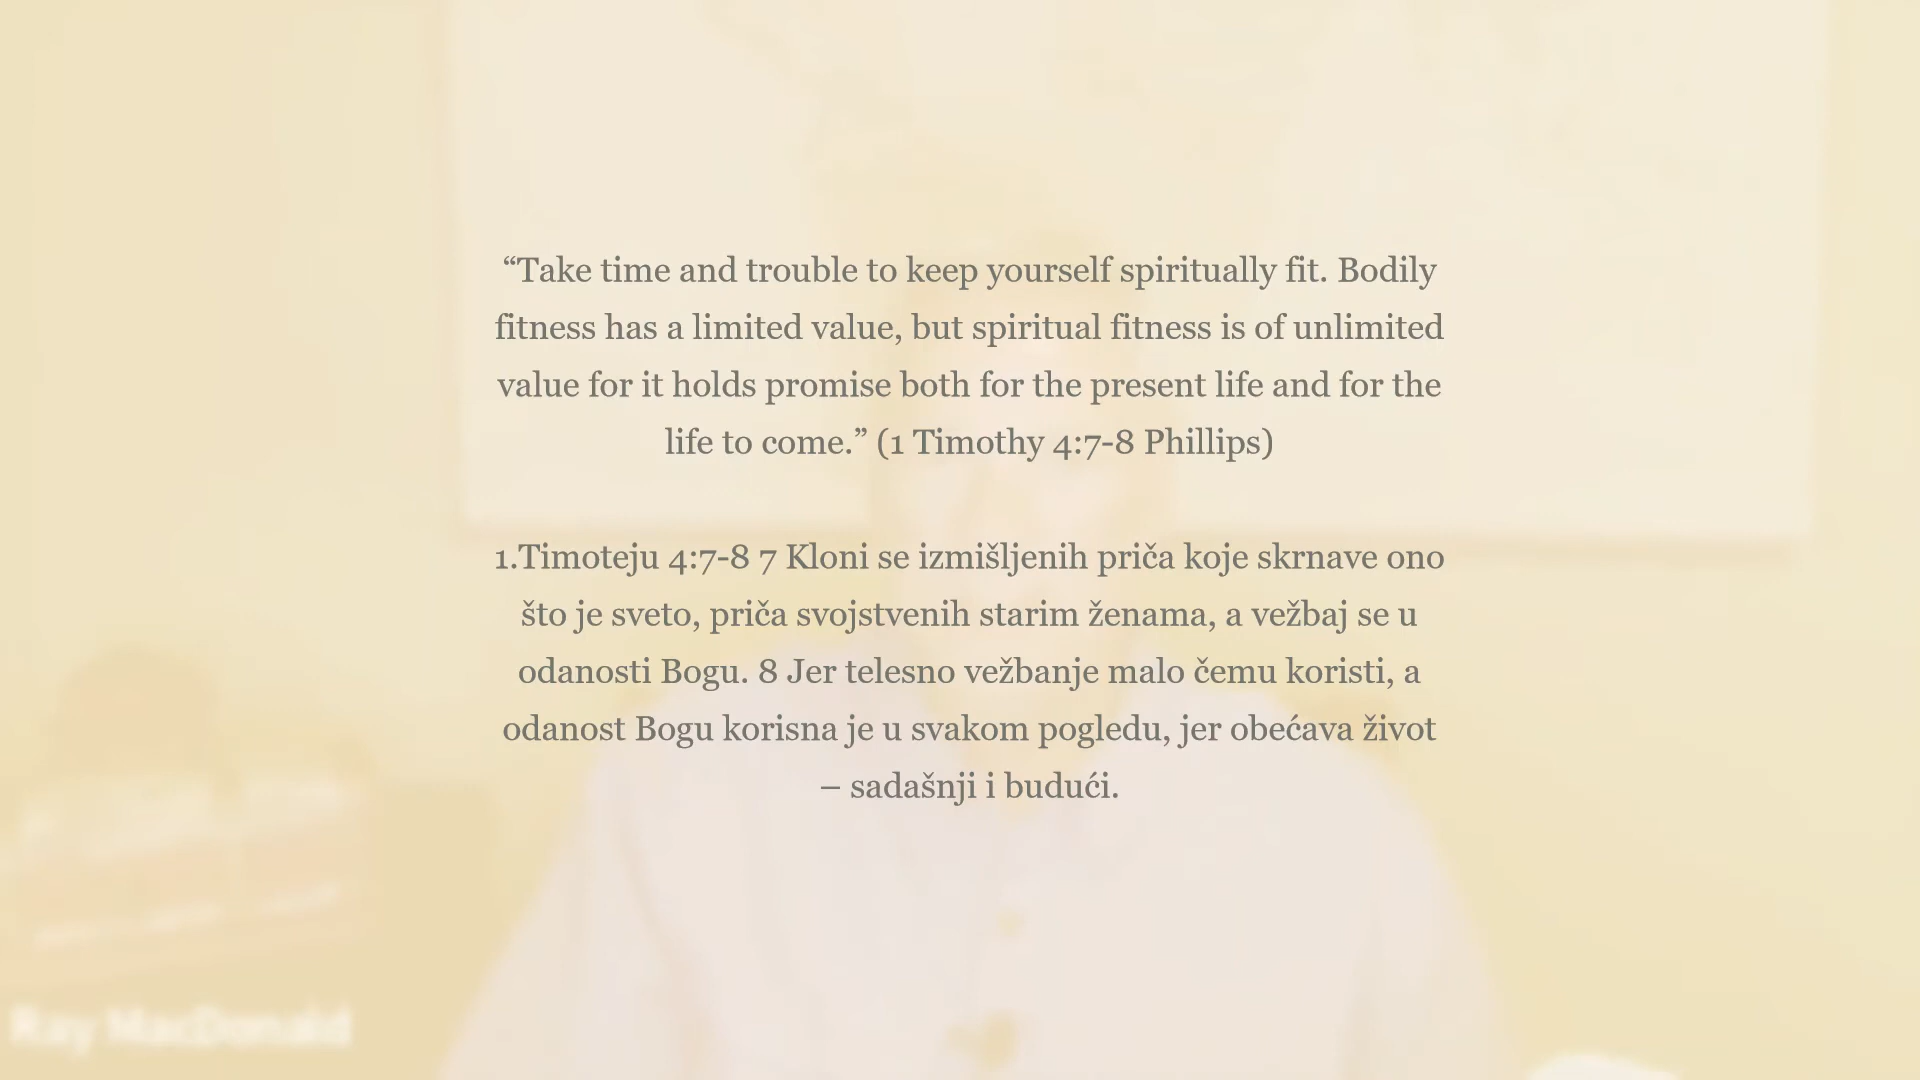 “Take time and trouble to keep yourself spiritually fit. Bodily
fitness has a limited value, but spiritual fitness is of unlimited
value for it holds promise both for the present life and for the
life to come.” (1 Timothy 4:7-8 Phillips)
1.Timoteju 4:7-8 7 Kloni se izmišljenih priča koje skrnave ono
što je sveto, priča svojstvenih starim ženama, a vežbaj se u
odanosti Bogu. 8 Jer telesno vežbanje malo čemu koristi, a
odanost Bogu korisna je u svakom pogledu, jer obećava život
– sadašnji i budući.
Ray MacDonald